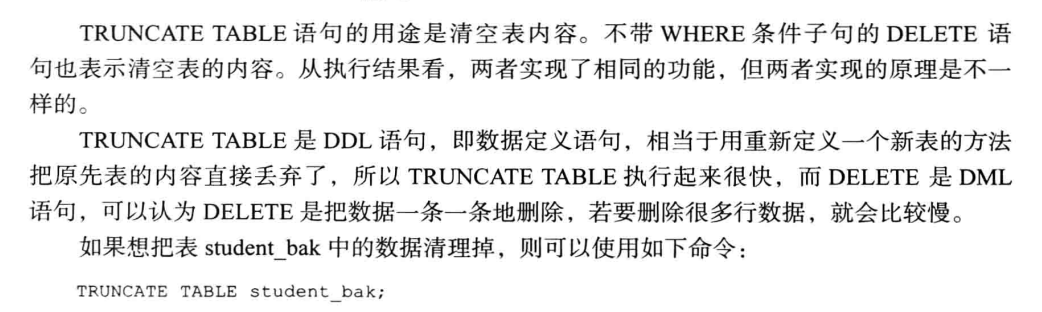 TRUNCATE TABLE 语句的用途是清空表内容。不带 WHERE 条件子句的 DELETE 语
句也表示清空表的内容。从执行结果看，两者实现了相同的功能，但两者实现的原理是不一
样的。
TRUNCATE TABLE 是 DDL 语句，即数据定义语句，相当于用重新定义一个新表的方法
把原先表的内容直接丢弃了，所以 TRUNCATE TABLE 执行起来很快，而 DELETE 是 DML
语句，可以认为 DELETE 是把数据一条一条地删除，若要删除很多行数据，就会比较慢。
如果想把表 student_bak 中的数据清理掉，则可以使用如下命令：
TRUNCATE TABLE student_bak;